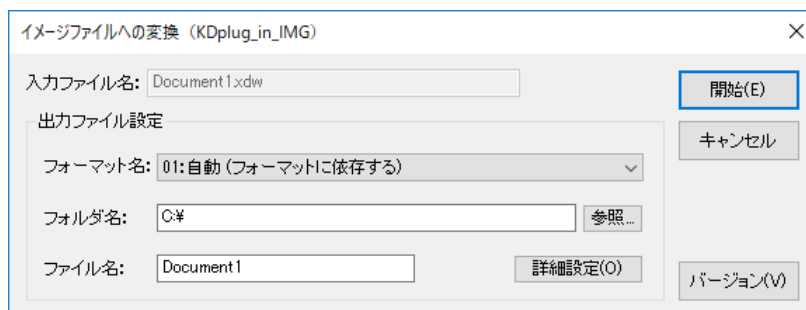 イメージファイルへの変換（KDplug_in_IMG）
入力ファイル名: Document1.xdw
開始(E)
出力ファイル設定
キャンセル
フォーマット名: 01:自動（フォーマットに依存する）
フォルダ名: C:¥ 参照...
ファイル名: Document1 詳細設定(O)
バージョン(V)